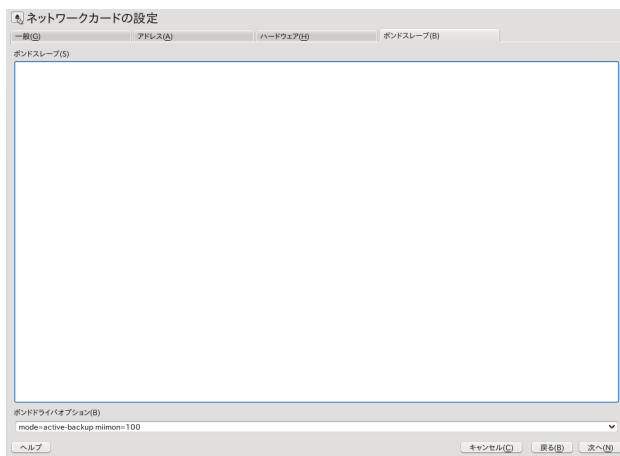 ネットワークカードの設定
一般(G)
アドレス(A)
ハードウェア(H)
ボンドスレーブ(B)
ボンドスレーブ(S)
ボンドドライバオプション(B)
mode=active-backup miimon=100
ヘルプ
キャンセル(C)
戻る(B)
次へ(N)